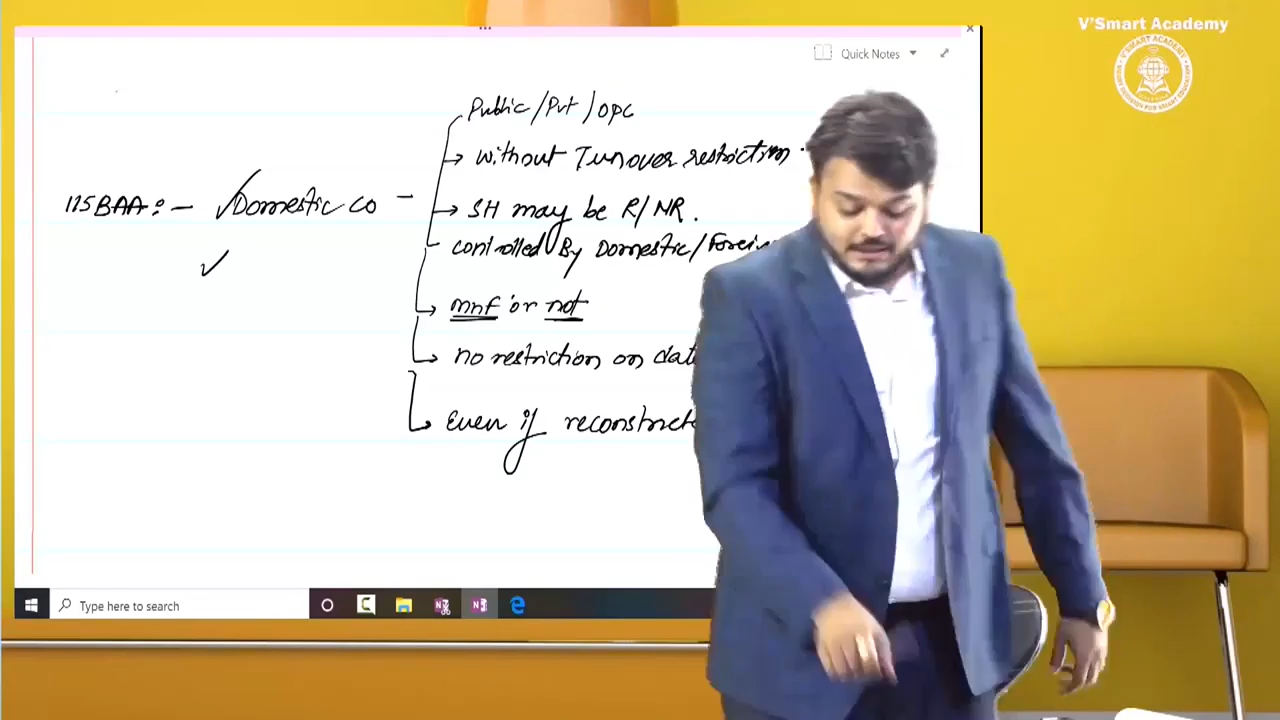 V'Smart Academy
Quick Notes
Public/Pvt/OPC
→ without Turnover restriction.
115BAA:- Domestic co -
→ SH may be R/NR.
controlled By Domestic/
→ mnf or not
→ no restriction on
→ Even if
Type here to search